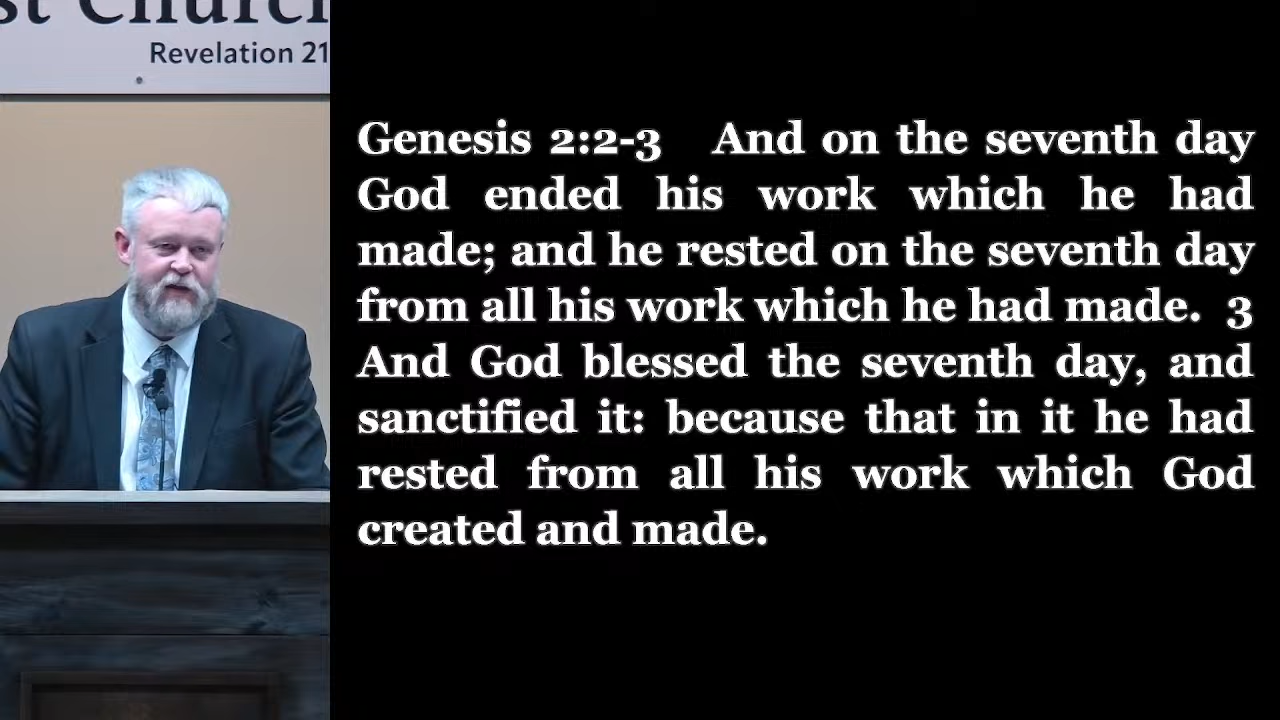 st Church
Revelation 21
Genesis 2:2-3 And on the seventh day
God ended his work which he had
made; and he rested on the seventh day
from all his work which he had made. 3
And God blessed the seventh day, and
sanctified it: because that in it he had
rested from all his work which God
created and made.